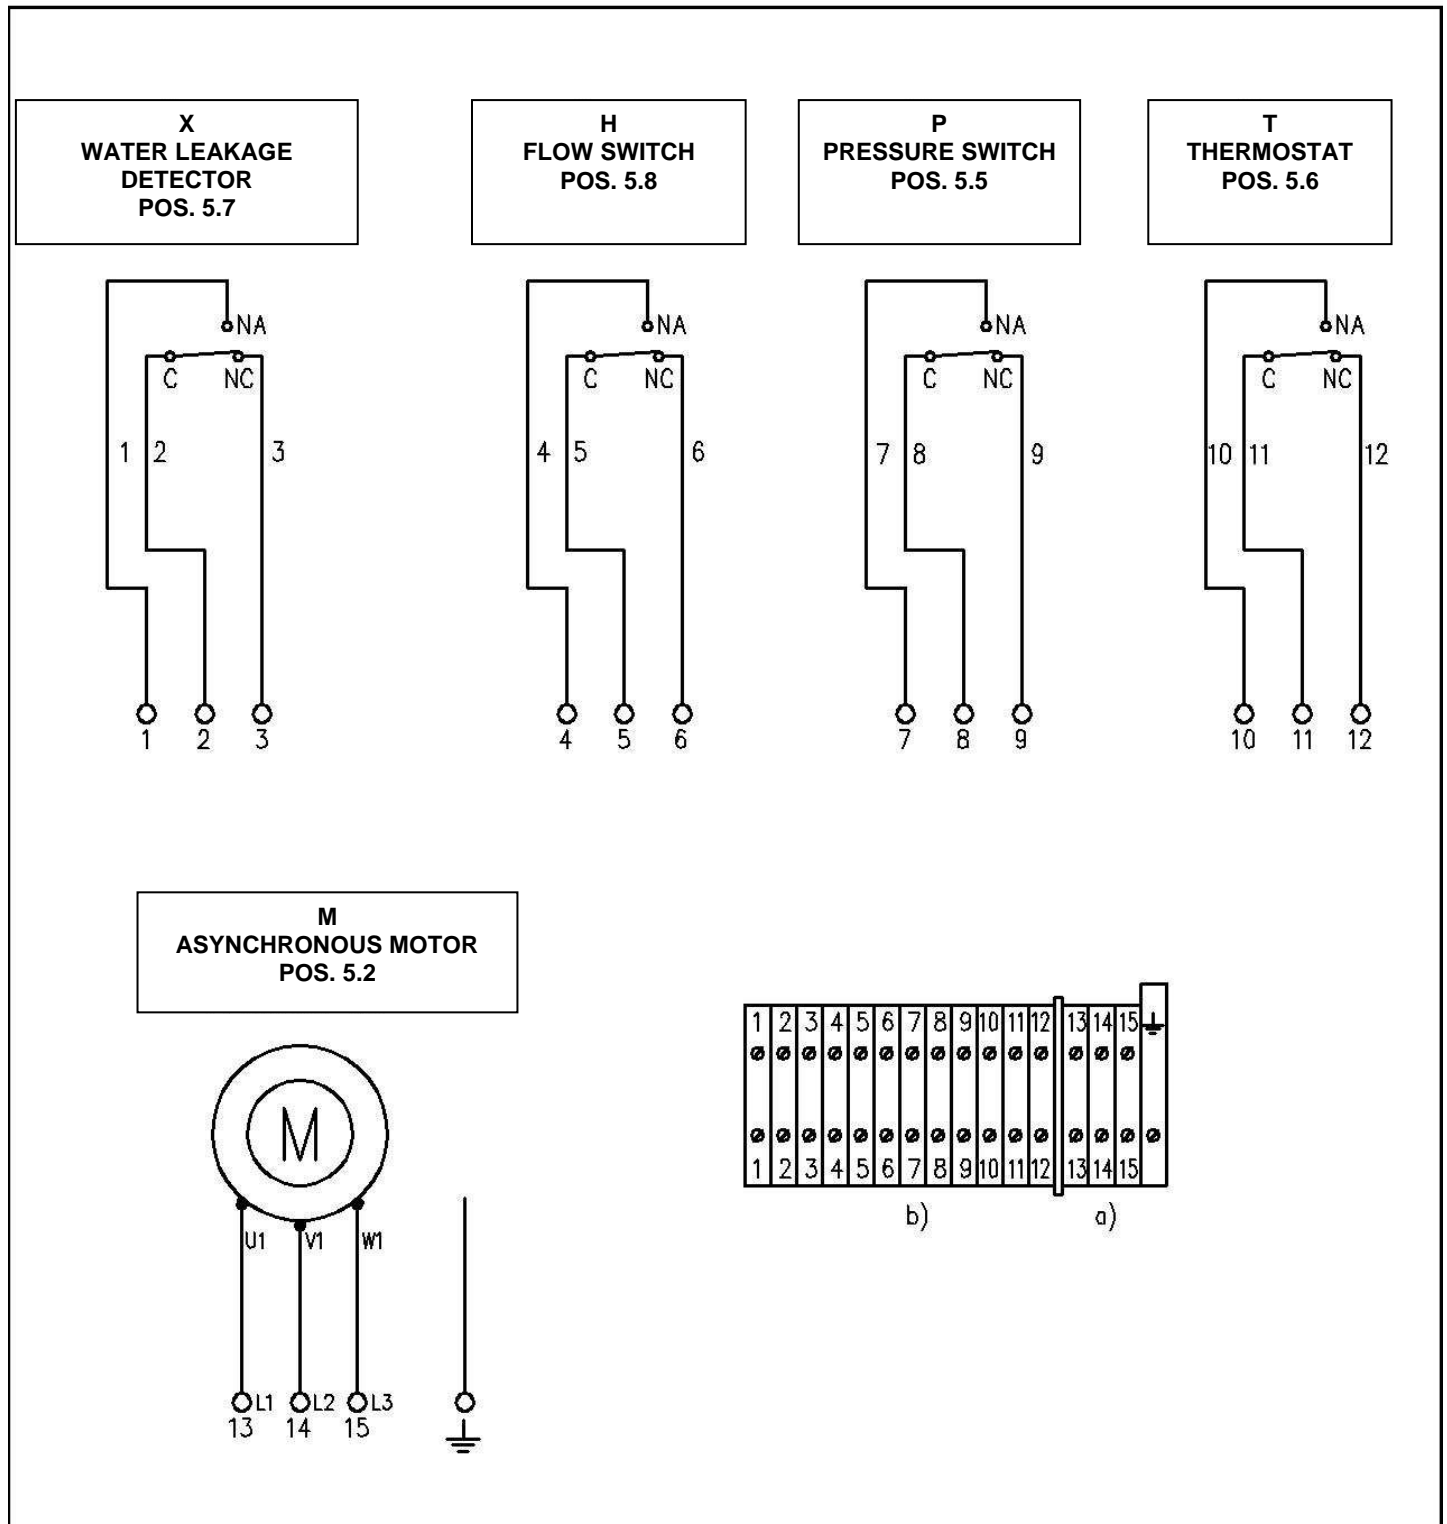 X
WATER LEAKAGE
DETECTOR
POS. 5.7
H
FLOW SWITCH
POS. 5.8
P
PRESSURE SWITCH
POS. 5.5
T
THERMOSTAT
POS. 5.6
NA NA NA NA
C NC C NC C NC C NC
1 2 3 4 5 6 7 8 9 10 11 12
1 2 3 4 5 6 7 8 9 10 11 12
M
ASYNCHRONOUS MOTOR
POS. 5.2
M
U1 V1 W1
L1 L2 L3
13 14 15
1 2 3 4 5 6 7 8 9 10 11 12 13 14 15
1 2 3 4 5 6 7 8 9 10 11 12 13 14 15
b) a)